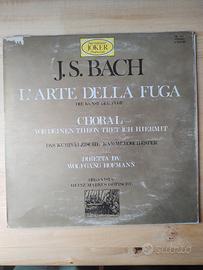 JOKER
J.S. BACH
L'ARTE DELLA FUGA
DIE KUNST DER FUGE
CHORAL
VOR DEINEN THRON TRET ICH HIERMIT
DAS KURPFÄLZISCHE KAMMERORCHESTER
DIRETTA DA:
WOLFGANG HOFMANN
ORGANISTA:
HEINZ MARKUS GÖTTSCHE
subito